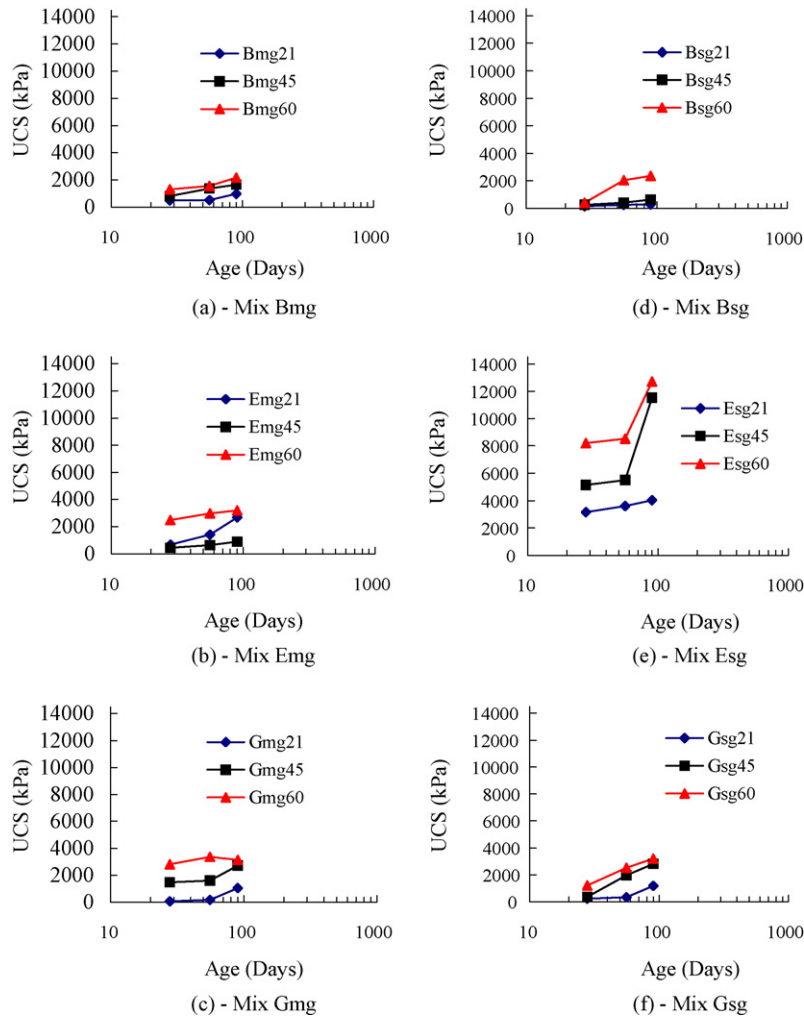 14000
12000
10000
8000
6000
4000
2000
0
UCS (kPa)
Bmg21
Bmg45
Bmg60
10 100 1000
Age (Days)
(a) - Mix Bmg
14000
12000
10000
8000
6000
4000
2000
0
UCS (kPa)
Bsg21
Bsg45
Bsg60
10 100 1000
Age (Days)
(d) - Mix Bsg
14000
12000
10000
8000
6000
4000
2000
0
UCS (kPa)
Emg21
Emg45
Emg60
10 100 1000
Age (Days)
(b) - Mix Emg
14000
12000
10000
8000
6000
4000
2000
0
UCS (kPa)
Esg21
Esg45
Esg60
10 100 1000
Age (Days)
(e) - Mix Esg
14000
12000
10000
8000
6000
4000
2000
0
UCS (kPa)
Gmg21
Gmg45
Gmg60
10 100 1000
Age (Days)
(c) - Mix Gmg
14000
12000
10000
8000
6000
4000
2000
0
UCS (kPa)
Gsg21
Gsg45
Gsg60
10 100 1000
Age (Days)
(f) - Mix Gsg